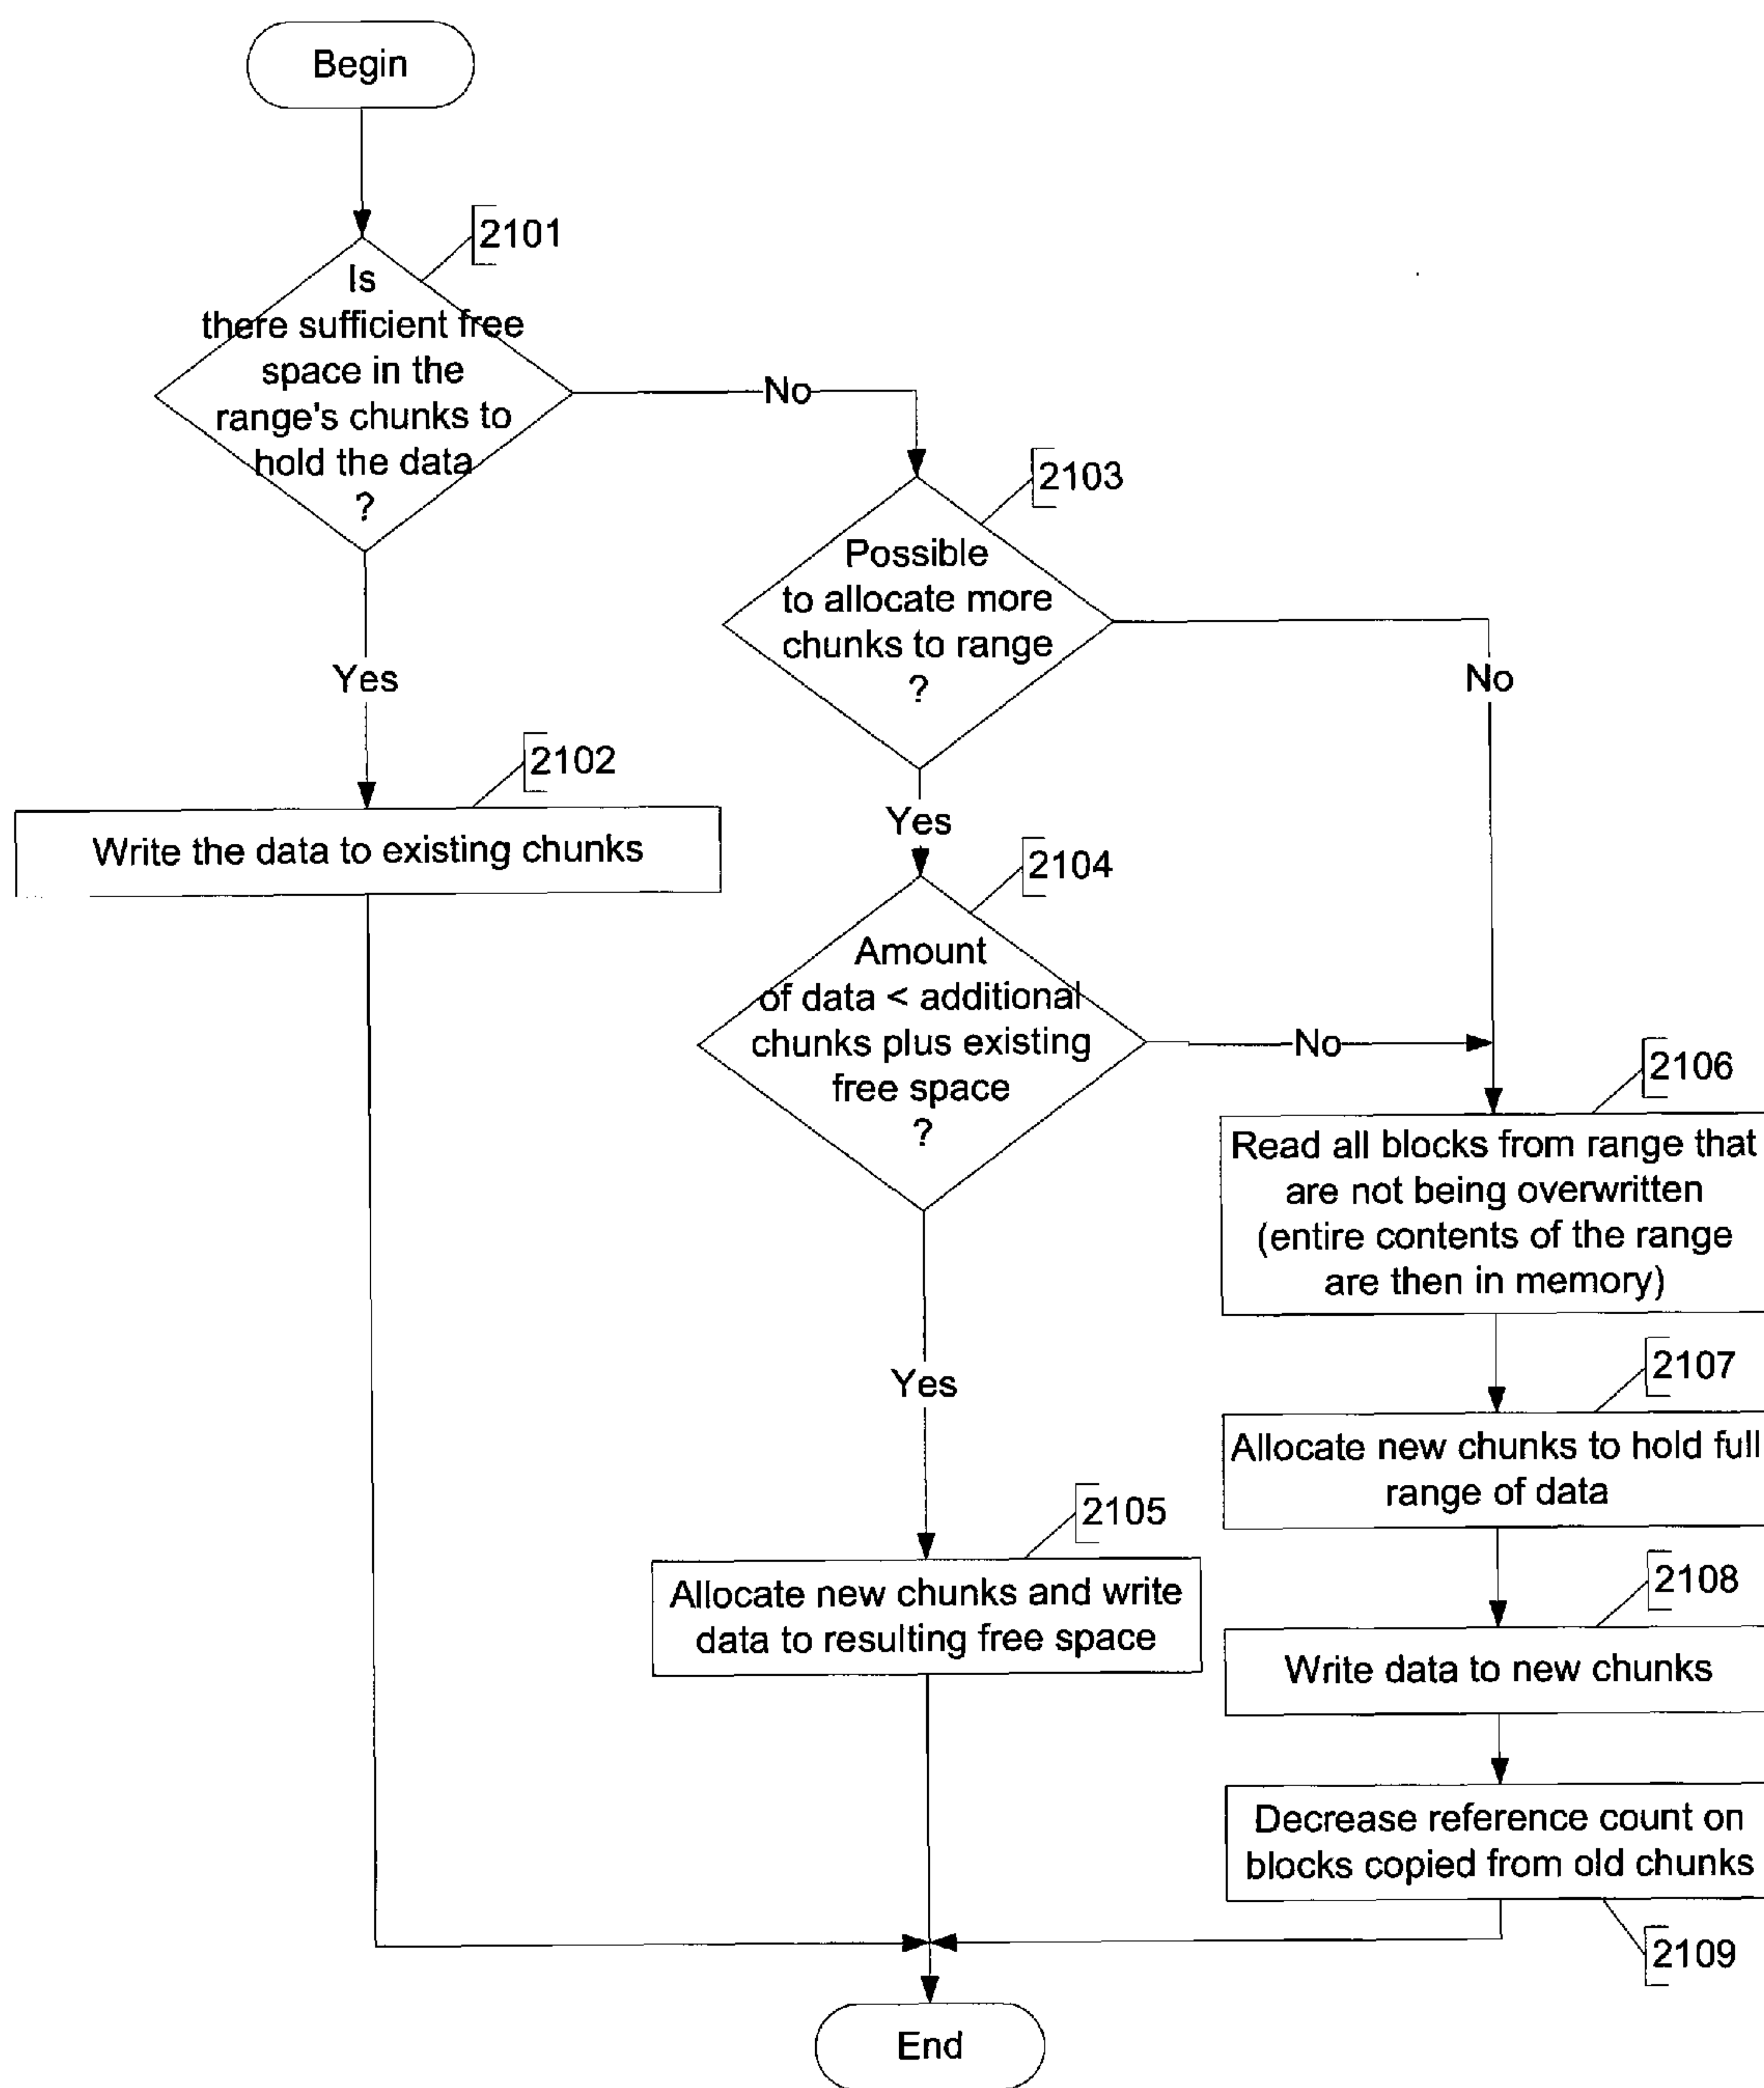 Begin
2101
Is
there sufficient free
space in the
range's chunks to
hold the data
?
No
2103
Possible
to allocate more
chunks to range
?
Yes
No
2102
Yes
Write the data to existing chunks
2104
Amount
of data < additional
chunks plus existing
free space
?
No
2106
Read all blocks from range that
are not being overwritten
(entire contents of the range
are then in memory)
2107
Yes
Allocate new chunks to hold full
range of data
2105
Allocate new chunks and write
data to resulting free space
2108
Write data to new chunks
Decrease reference count on
blocks copied from old chunks
2109
End